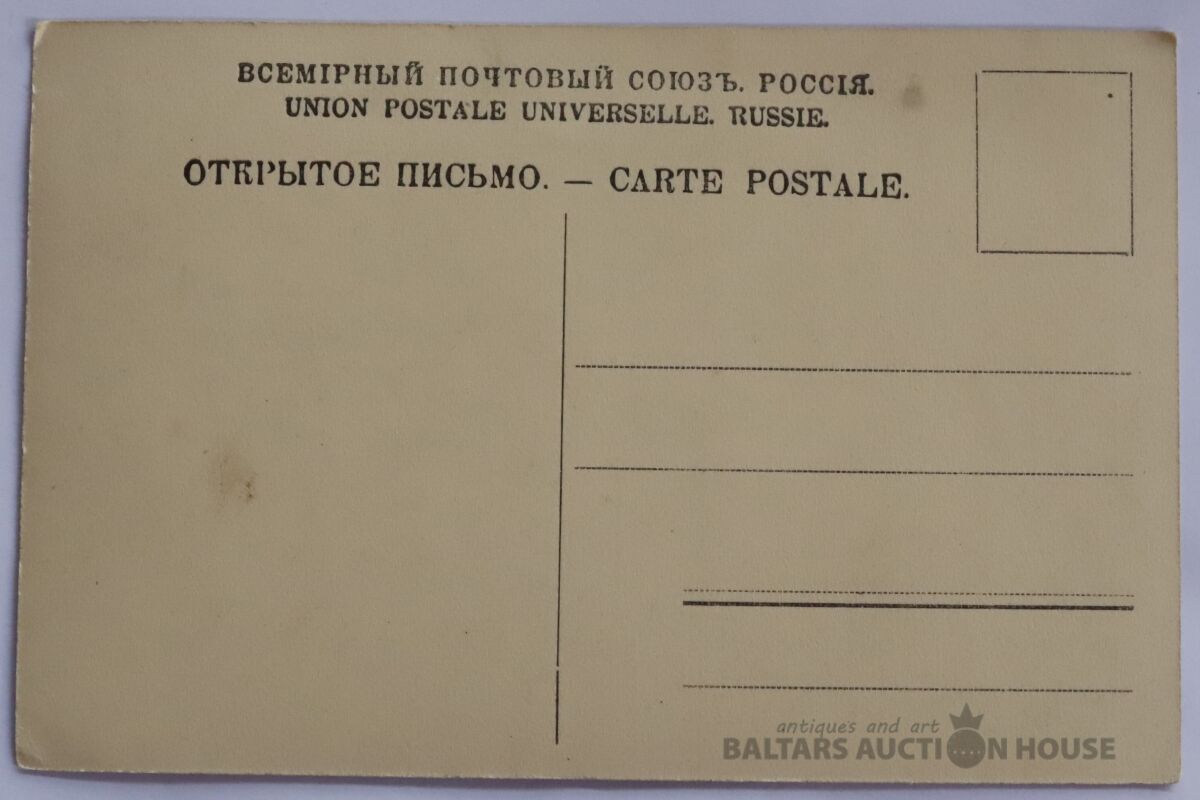 ВСЕМІРНЫЙ ПОЧТОВЫЙ СОЮЗЪ. РОССІЯ.
UNION POSTALE UNIVERSELLE. RUSSIE.
ОТКРЫТОЕ ПИСЬМО. — CARTE POSTALE.
antiques and art
BALTARS AUCTION HOUSE